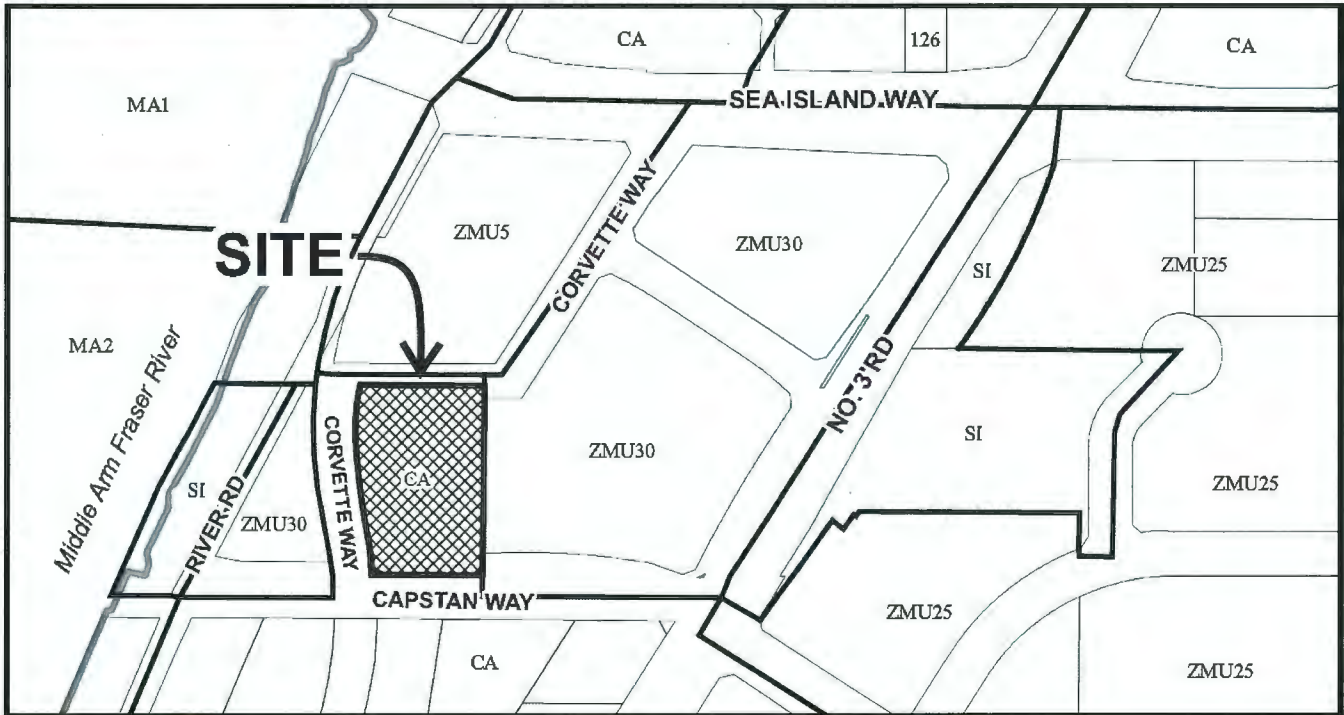 CA
126
CA
MA1
SEA ISLAND WAY
CORVETTE WAY
ZMU5
ZMU30
SITE
SI
ZMU25
MA2
Middle Arm Fraser River
NO. 3 RD
SI
CORVETTE WAY
CA
ZMU30
SI
RIVER RD
ZMU30
ZMU25
CAPSTAN WAY
ZMU25
CA
ZMU25